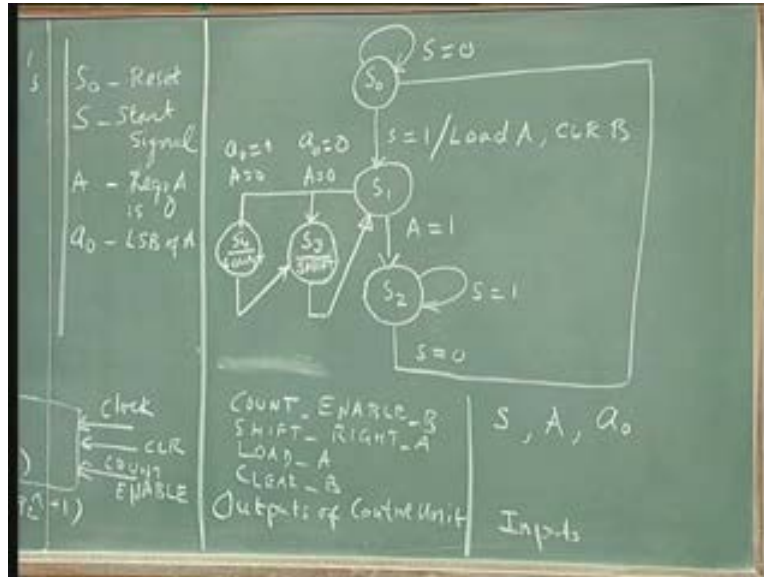 S0 - Reset
S - Start
Signal
A - Reg. A
is 0
a0 - LSB of A
S=0
S0
S=1/Load A, CLR B
a0=1 a0=0
A=0 A=0
S1
A=1
S4
S3
SHIFT
S2
S=1
S=0
Clock
CLR
COUNT
ENABLE
COUNT_ENABLE_B
SHIFT_RIGHT_A
LOAD_A
CLEAR_B
Outputs of Control Unit
S, A, a0
Inputs